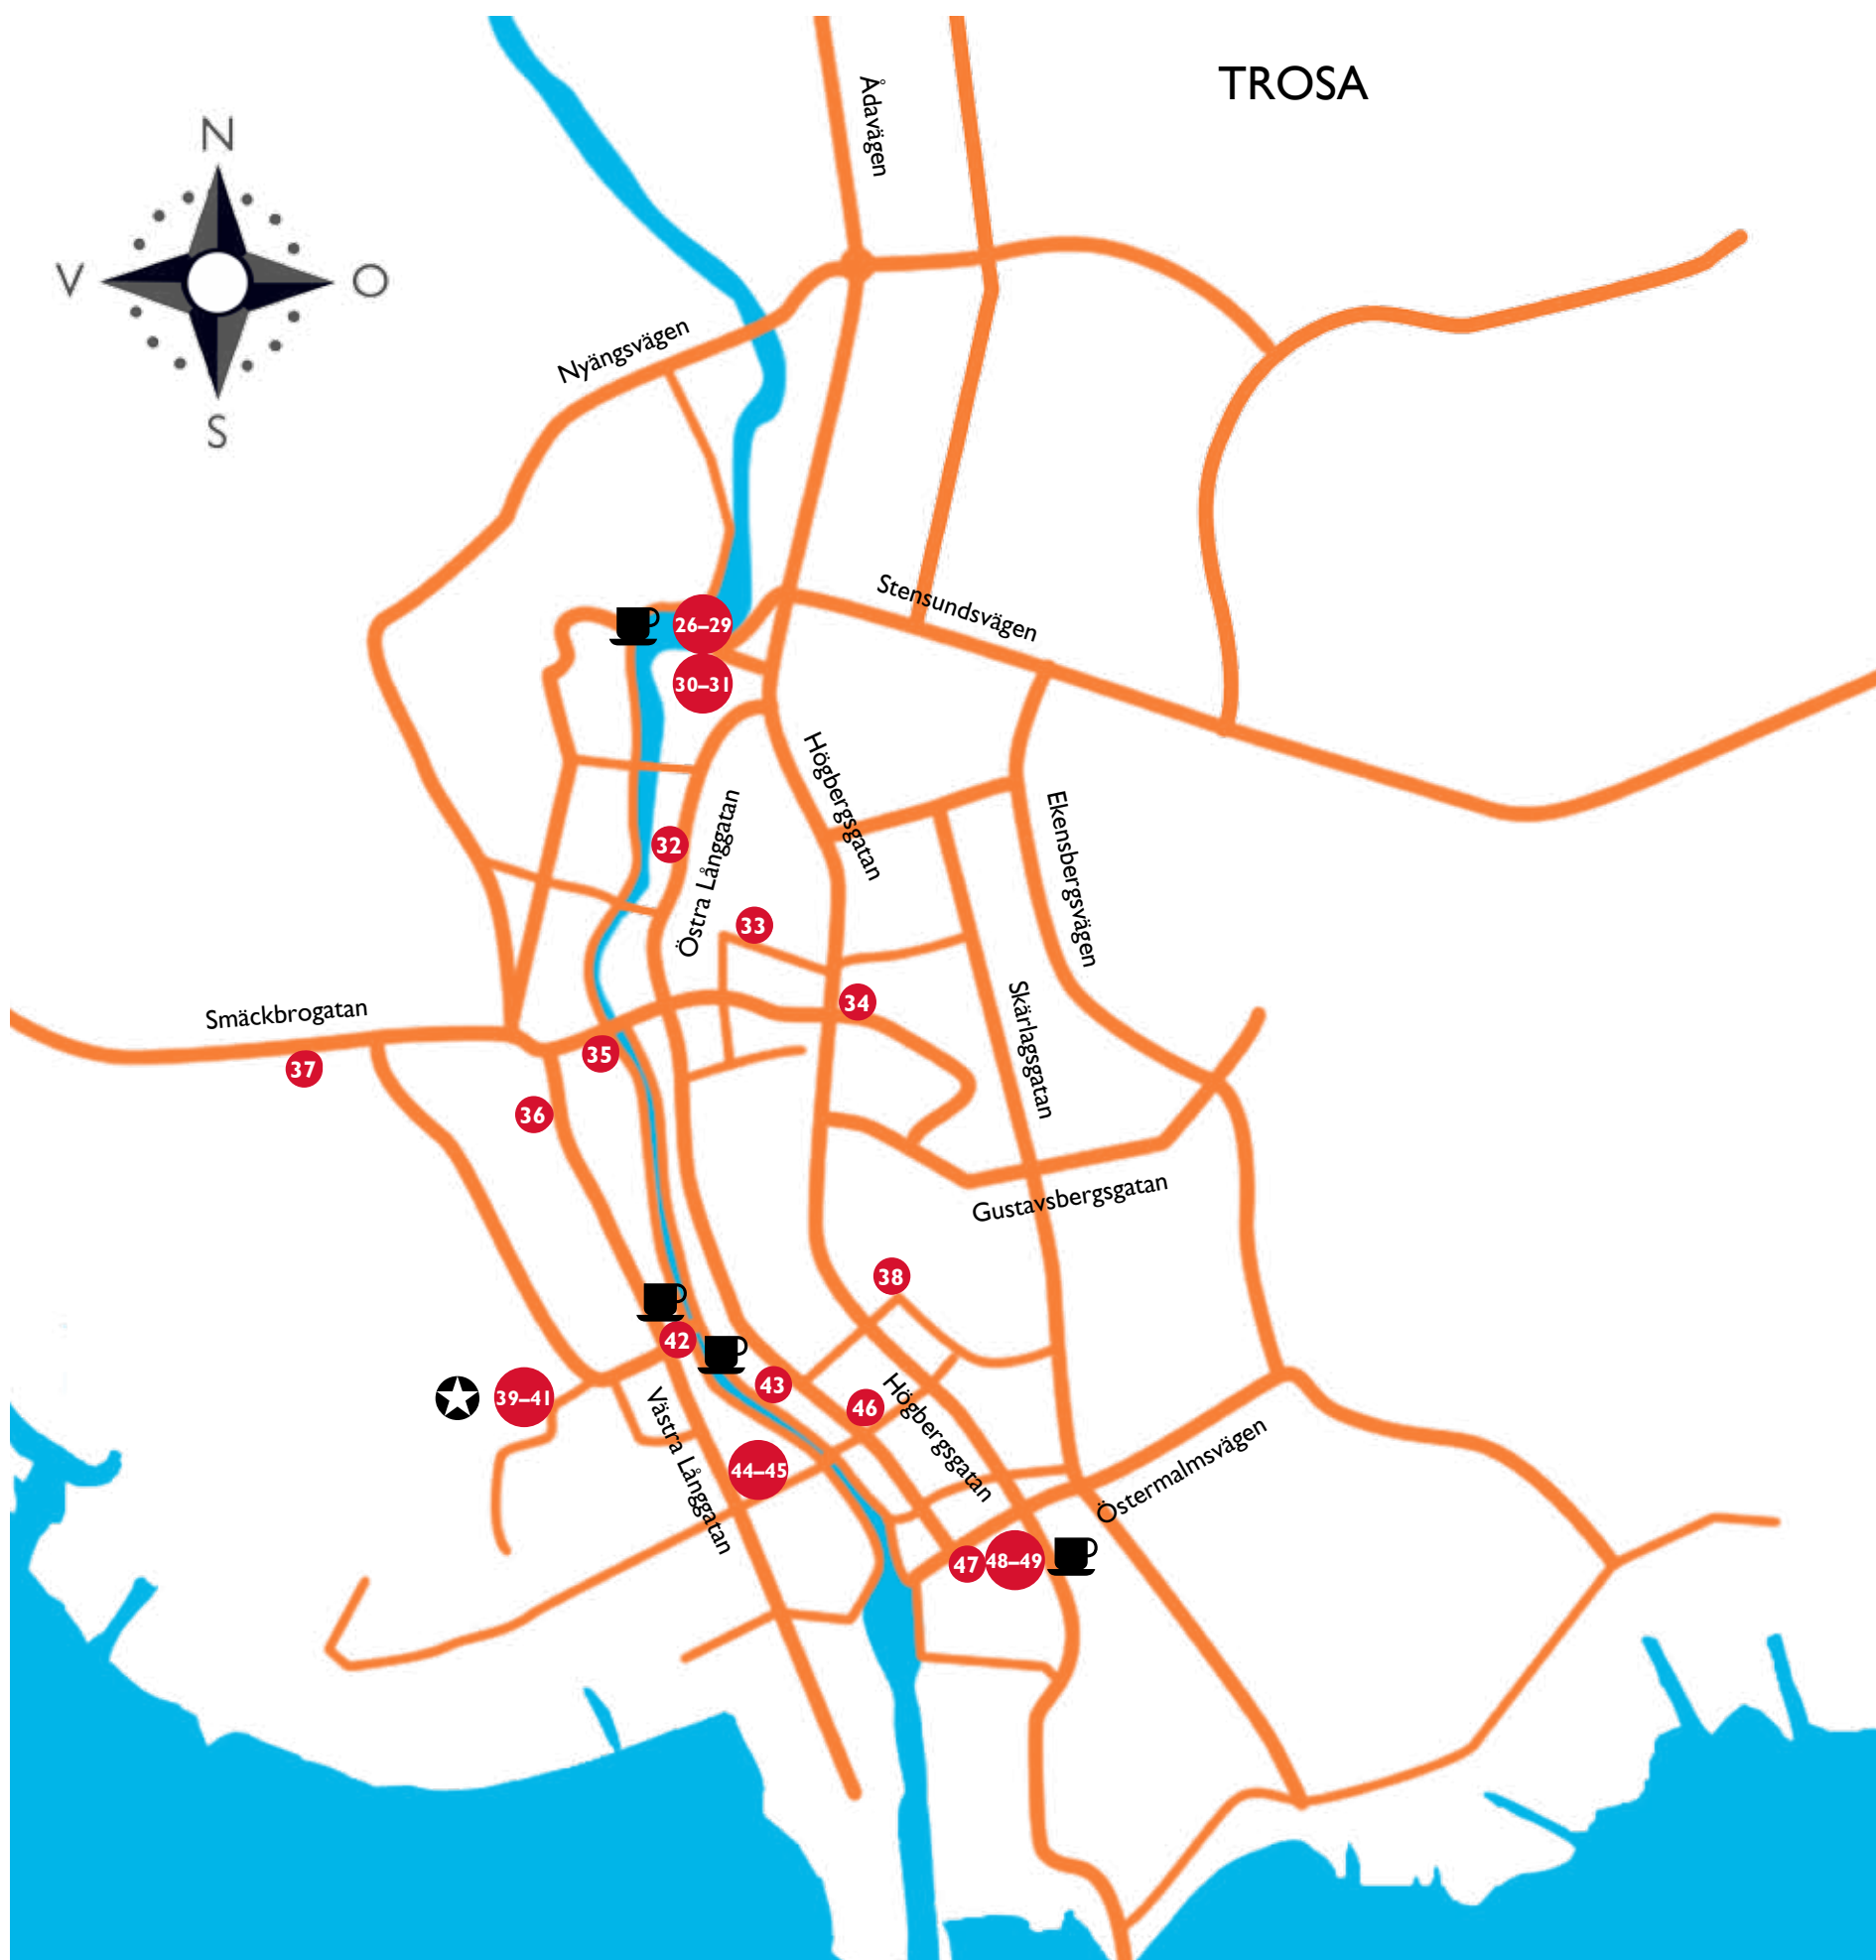 TROSA
Ådavägen
N
V
O
S
Nyängsvägen
Stensundsvägen
26–29
30–31
Högbergsgatan
Östra Långgatan
32
Ekensbergsvägen
33
Skärlagsgatan
34
Smäckbrogatan
35
37
36
Gustavsbergsgatan
38
42
43
39–41
46
Högbergsgatan
Västra Långgatan
44–45
Östermalmsvägen
47
48–49